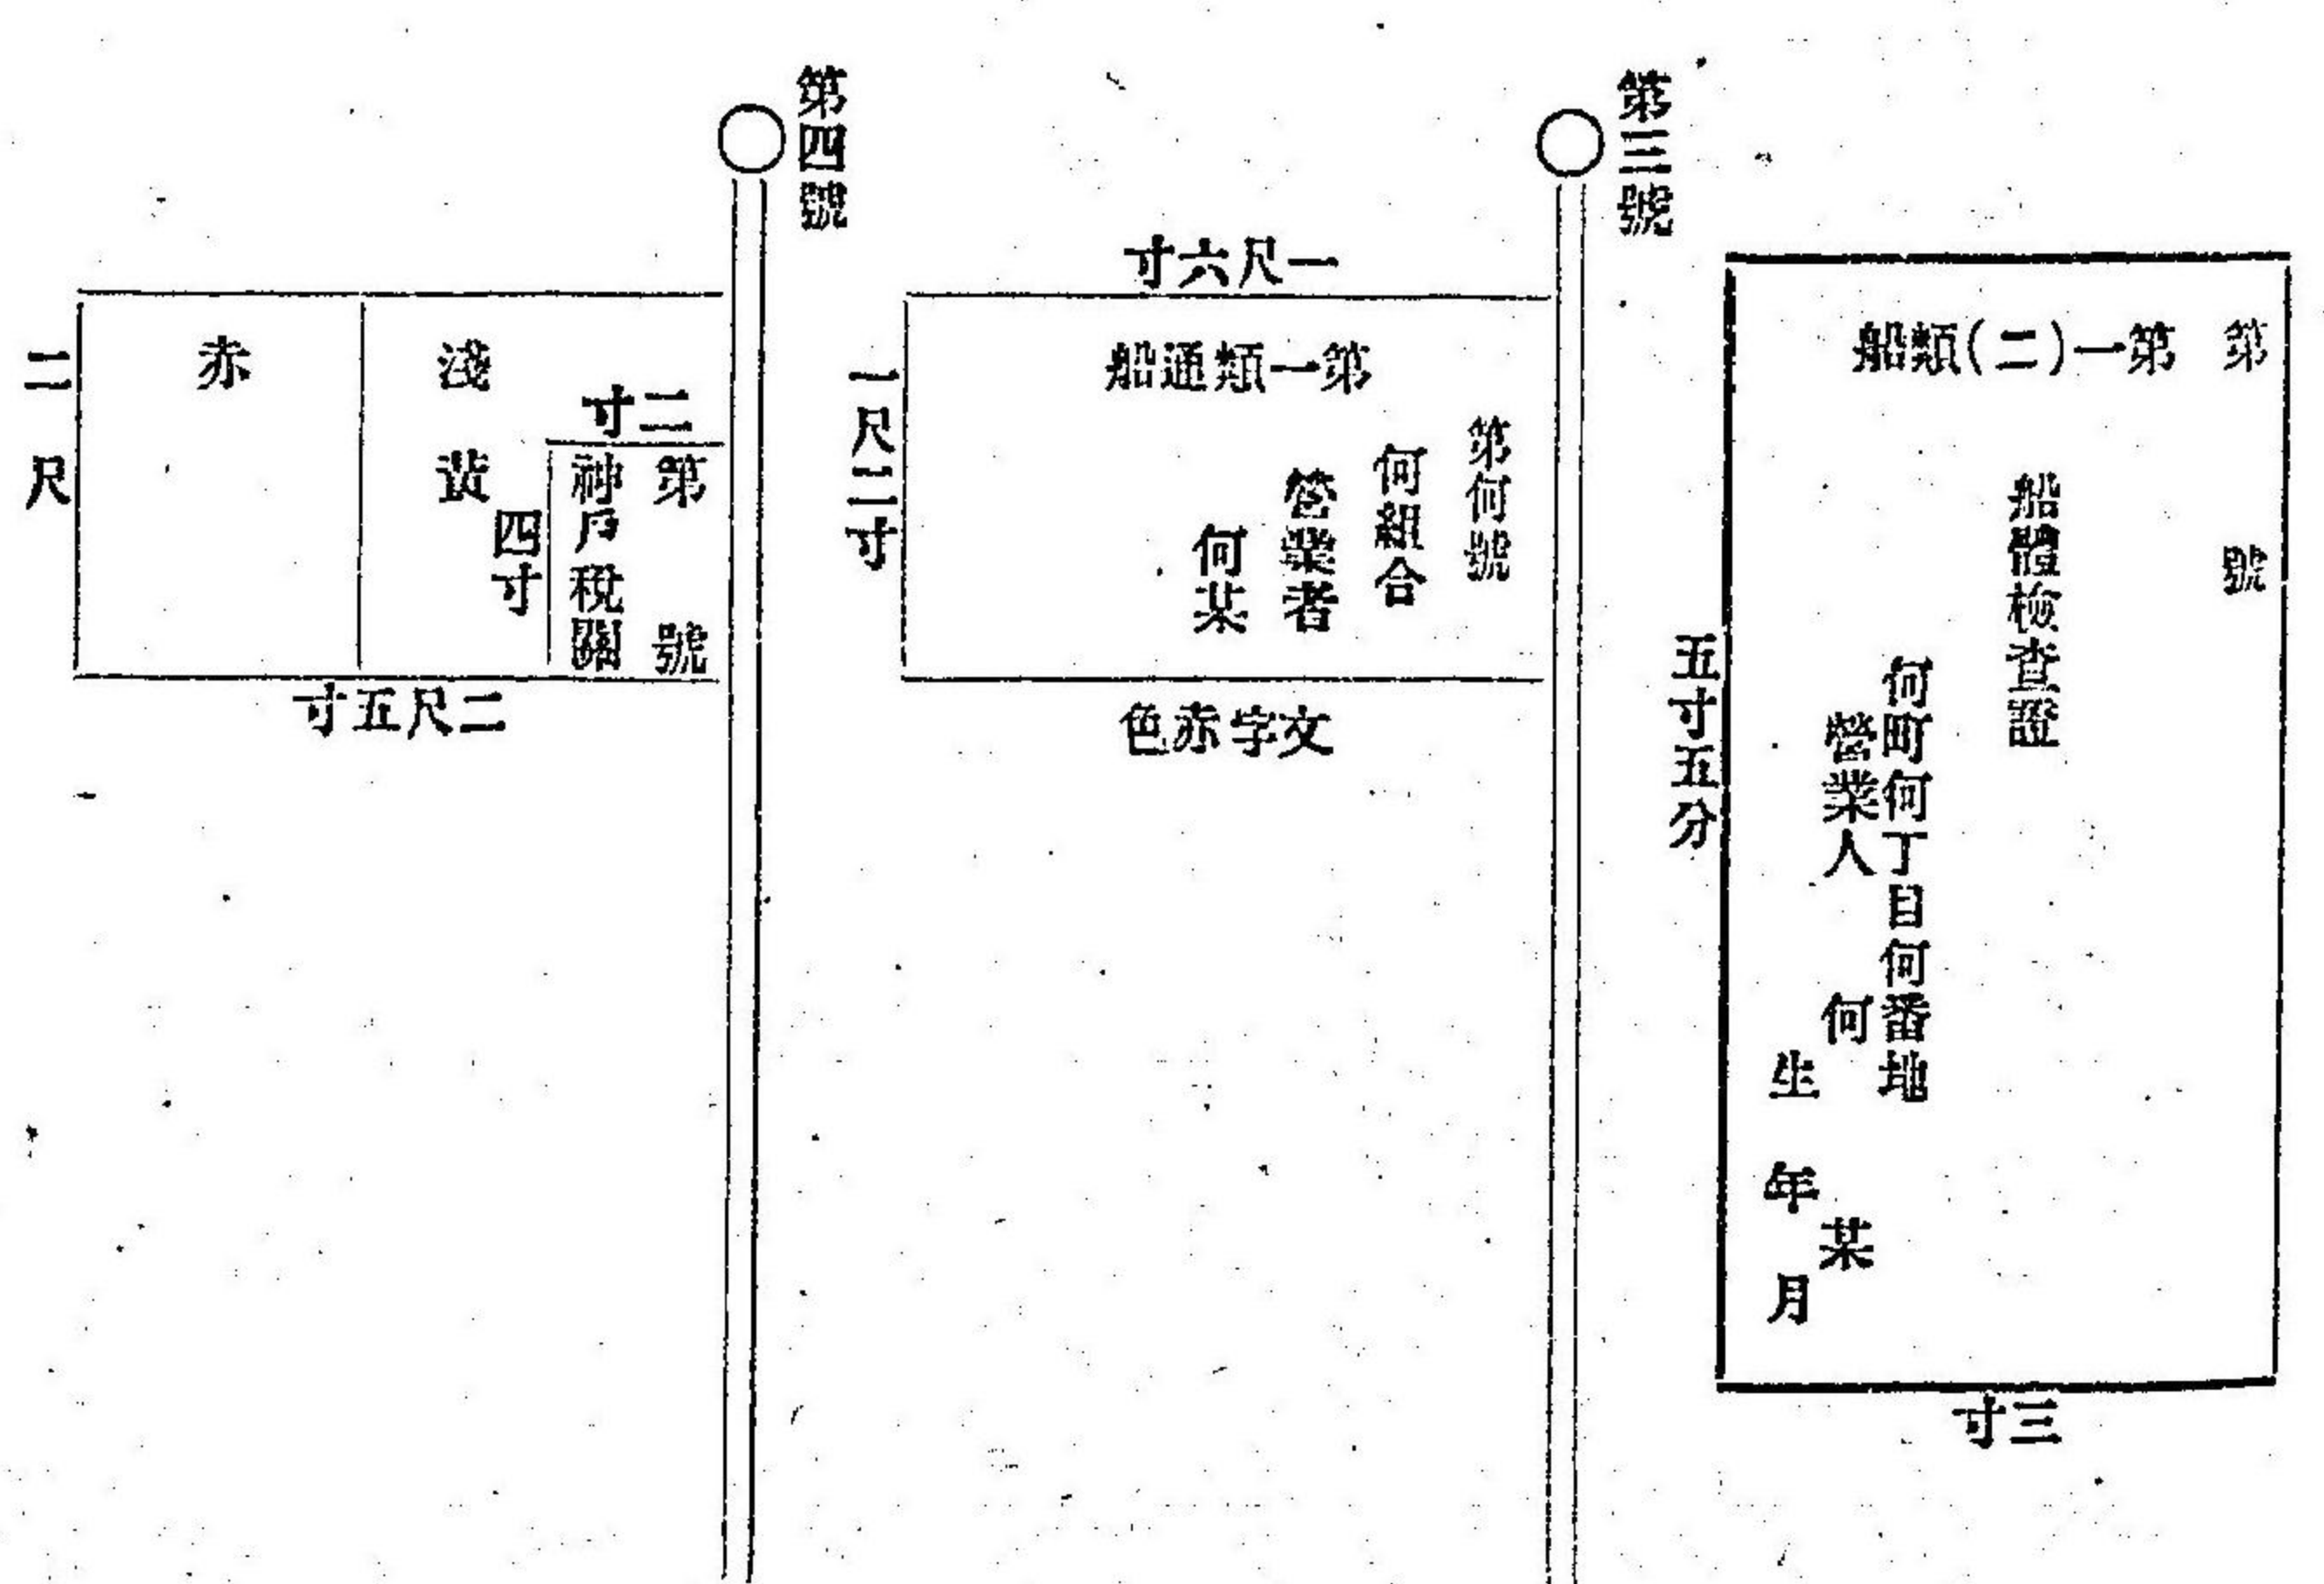 第　號
第一(二)類船
船體檢査證
何町何丁目何番地
營業人　何　某
生年月
五寸五分
三寸
第三號
一尺六寸
第一類通船
第何號
何組合
營業者
何某
一尺二寸
文字赤色
第四號
二寸
第　號
神戶稅關
四寸
淺黃
赤
二尺
二尺五寸